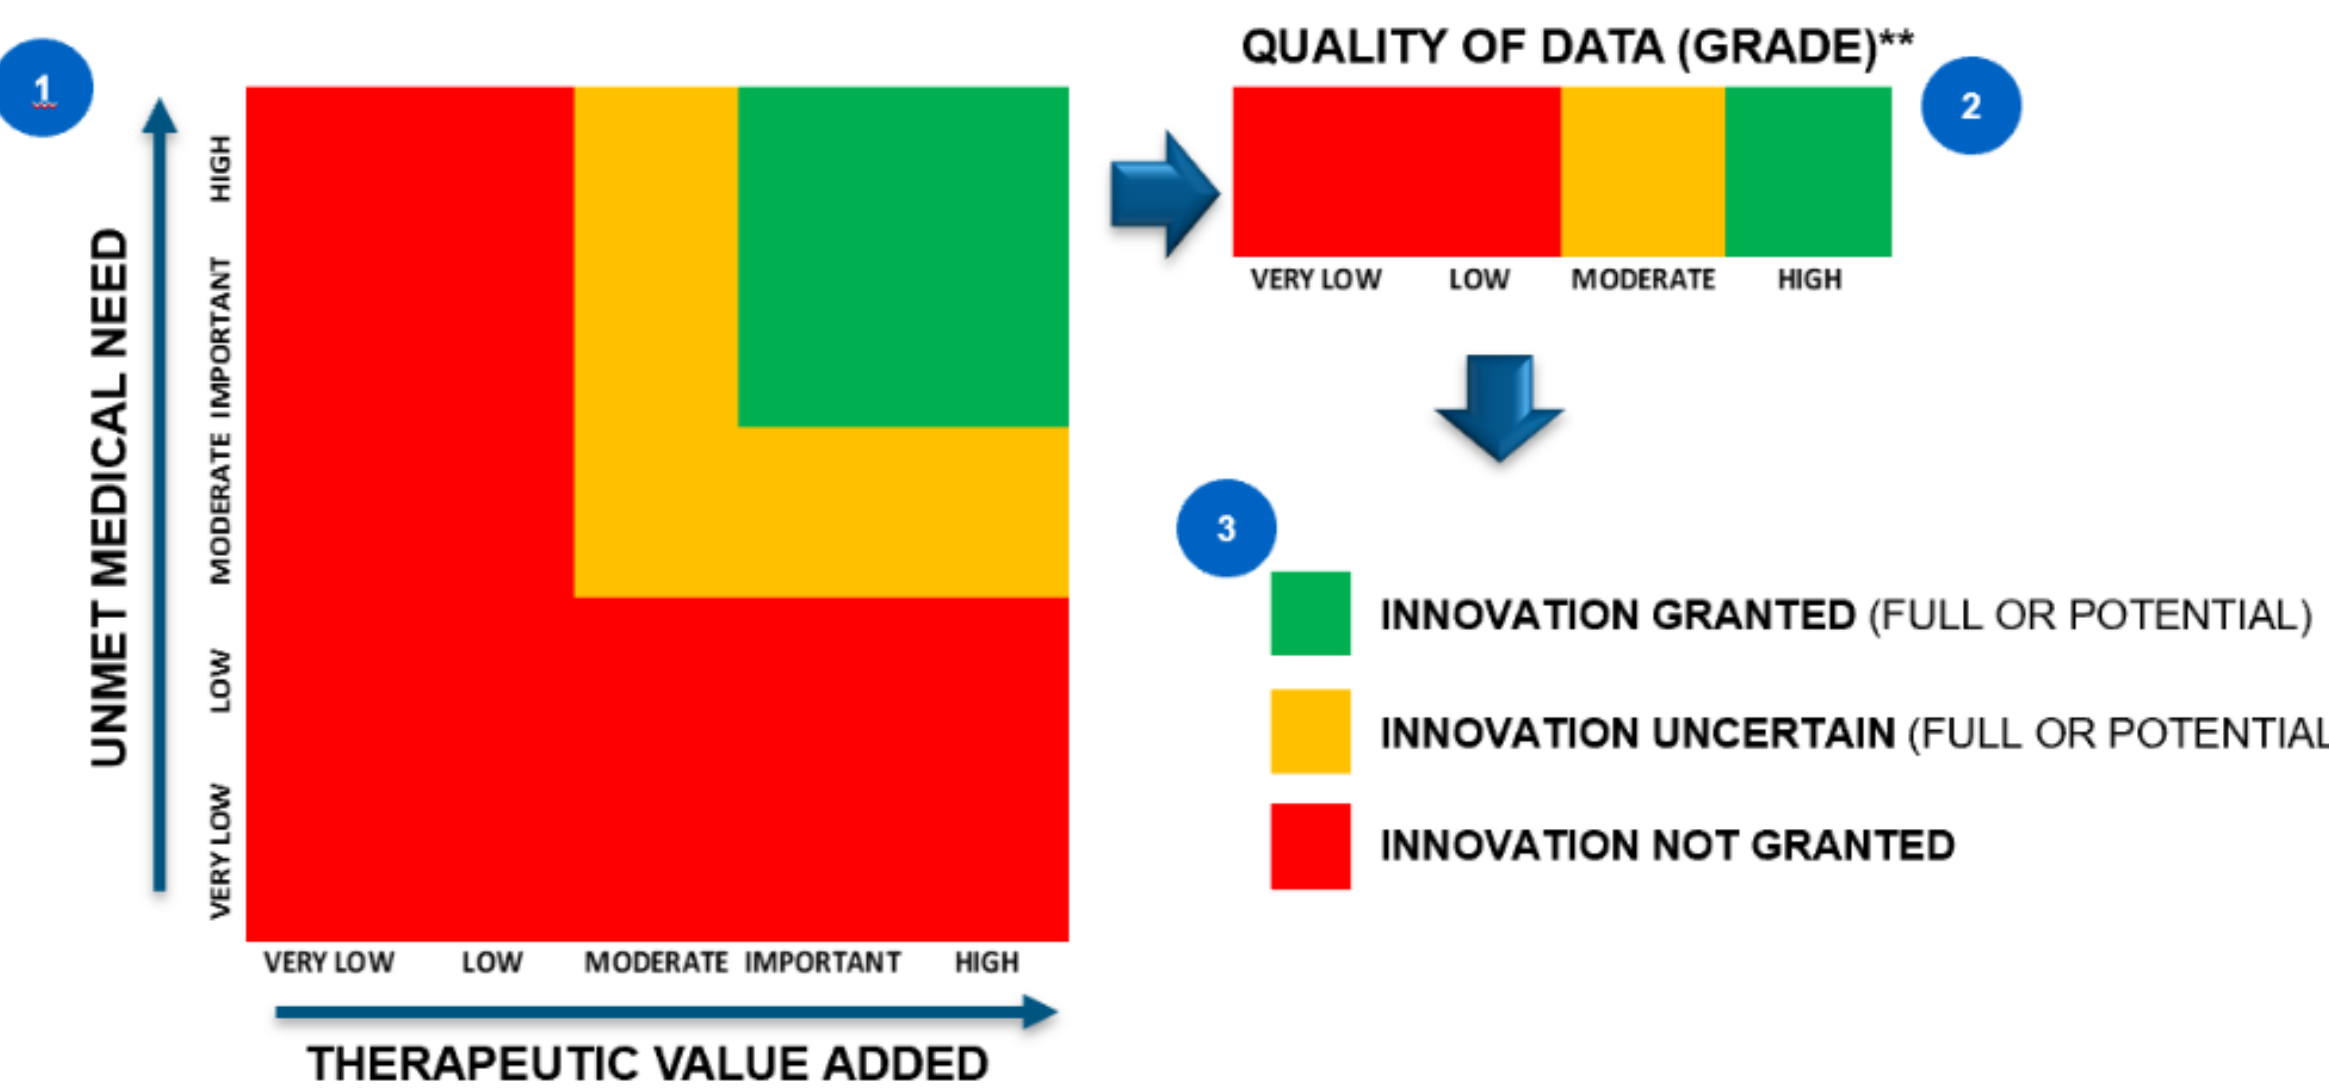 1
UNMET MEDICAL NEED
HIGH
IMPORTANT
MODERATE
LOW
VERY LOW
VERY LOW LOW MODERATE IMPORTANT HIGH
THERAPEUTIC VALUE ADDED
QUALITY OF DATA (GRADE)**
2
VERY LOW LOW MODERATE HIGH
3
INNOVATION GRANTED (FULL OR POTENTIAL)
INNOVATION UNCERTAIN (FULL OR POTENTIAL
INNOVATION NOT GRANTED